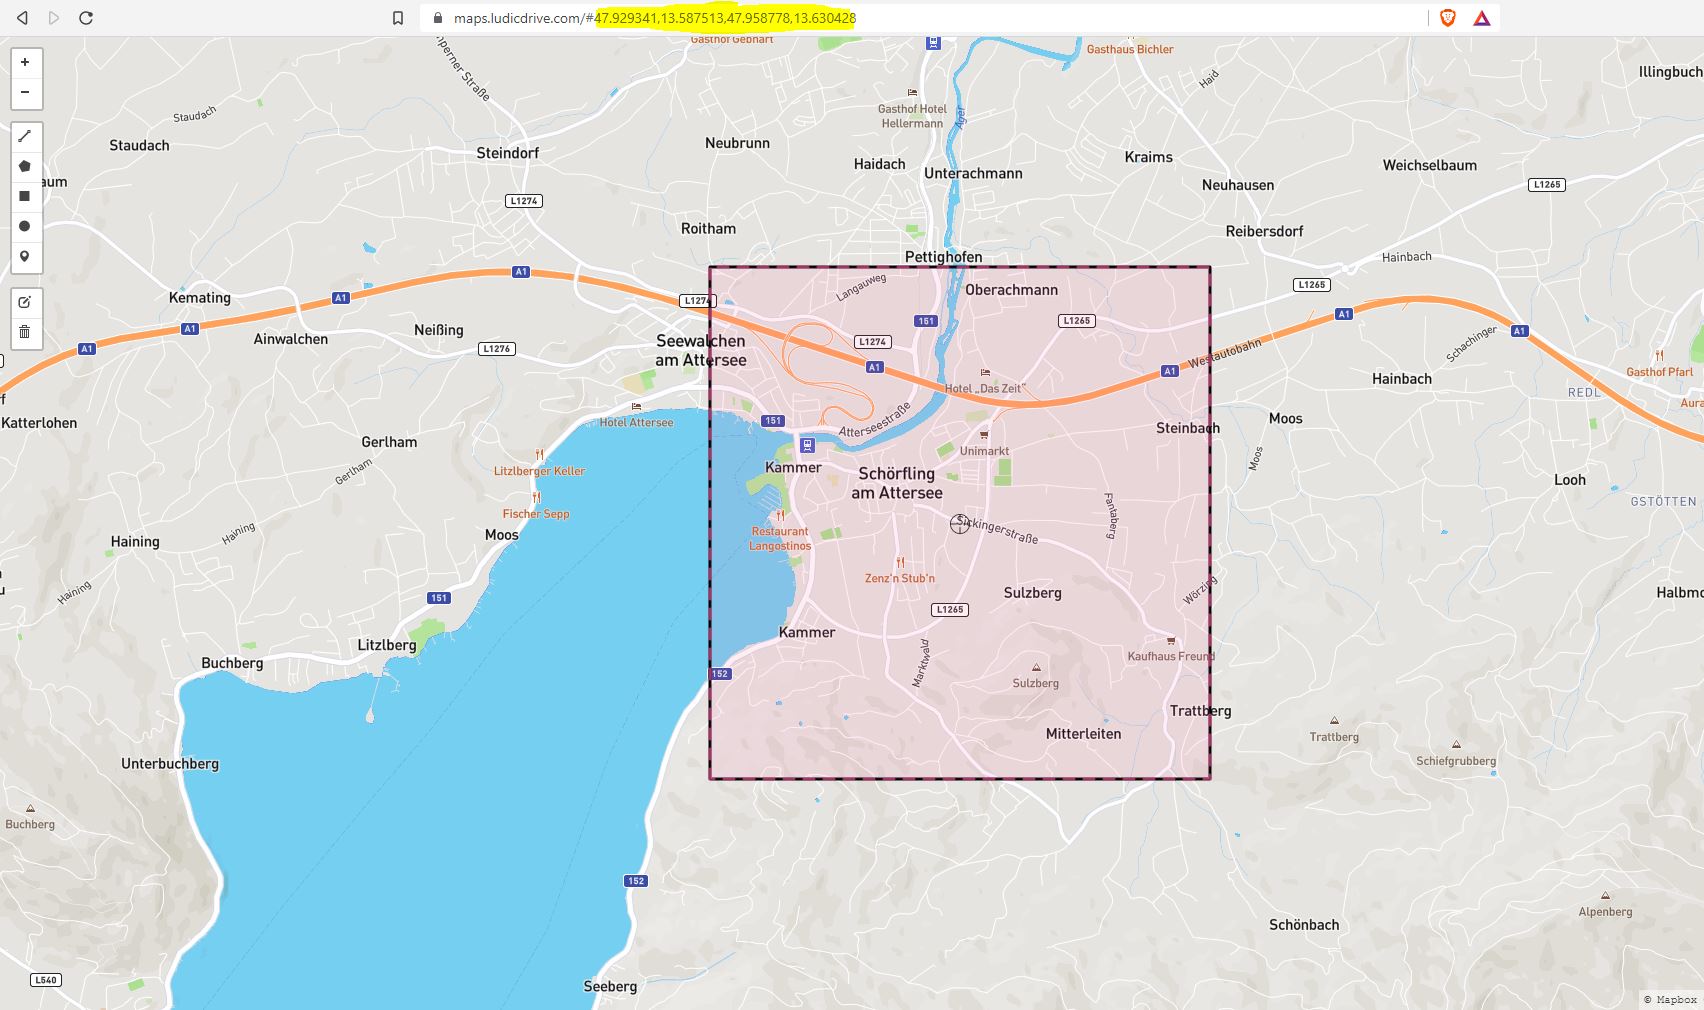 maps.ludicdrive.com/#47.929341,13.587513,47.958778,13.630428
Gasthof Gebhart
Gasthaus Bichler
Illingbuch
Haid
Staudach
Staudach
Gasthof Hotel
Hellermann
Ager
Neubrunn
Steindorf
Haidach
Unterachmann
Kraims
Weichselbaum
aum
Neuhausen
L1265
L1274
Roitham
Reibersdorf
Pettighofen
Hainbach
A1
L1265
Kemating
A1
L1274
Langauweg
Oberachmann
A1
Ainwalchen
Neißing
151
L1265
A1
A1
L1276
Seewalchen
am Attersee
L1274
A1
A1
Westautobahn
Schachinger
Gasthof Pfarl
Hainbach
REDL
Aura
Hotel „Das Zeit“
f
Katterlohen
Hotel Attersee
151
Atterseestraße
Steinbach
Moos
Gerlham
Unimarkt
Litzlberger Keller
Gerlham
Kammer
Schörfling
am Attersee
Moos
Looh
GSTÖTTEN
Fischer Sepp
Fantaberg
Haining
Haining
Moos
Restaurant
Langostinos
Sickingerstraße
Haining
Zenz'n Stub'n
151
Sulzberg
Wörzing
Halbmo
L1265
Litzlberg
Kammer
Buchberg
Marktwald
Kaufhaus Freund
152
Sulzberg
Trattberg
Mitterleiten
Trattberg
Schiefgrubberg
Unterbuchberg
Buchberg
152
Alpenberg
Schönbach
L540
Seeberg
© Mapbox